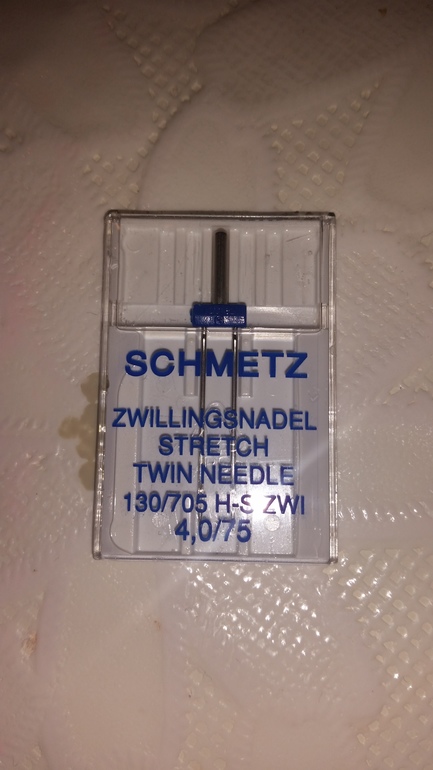 SCHMETZ
ZWILLINGSNADEL
STRETCH
TWIN NEEDLE
130/705 H-S ZWI
4,0/75